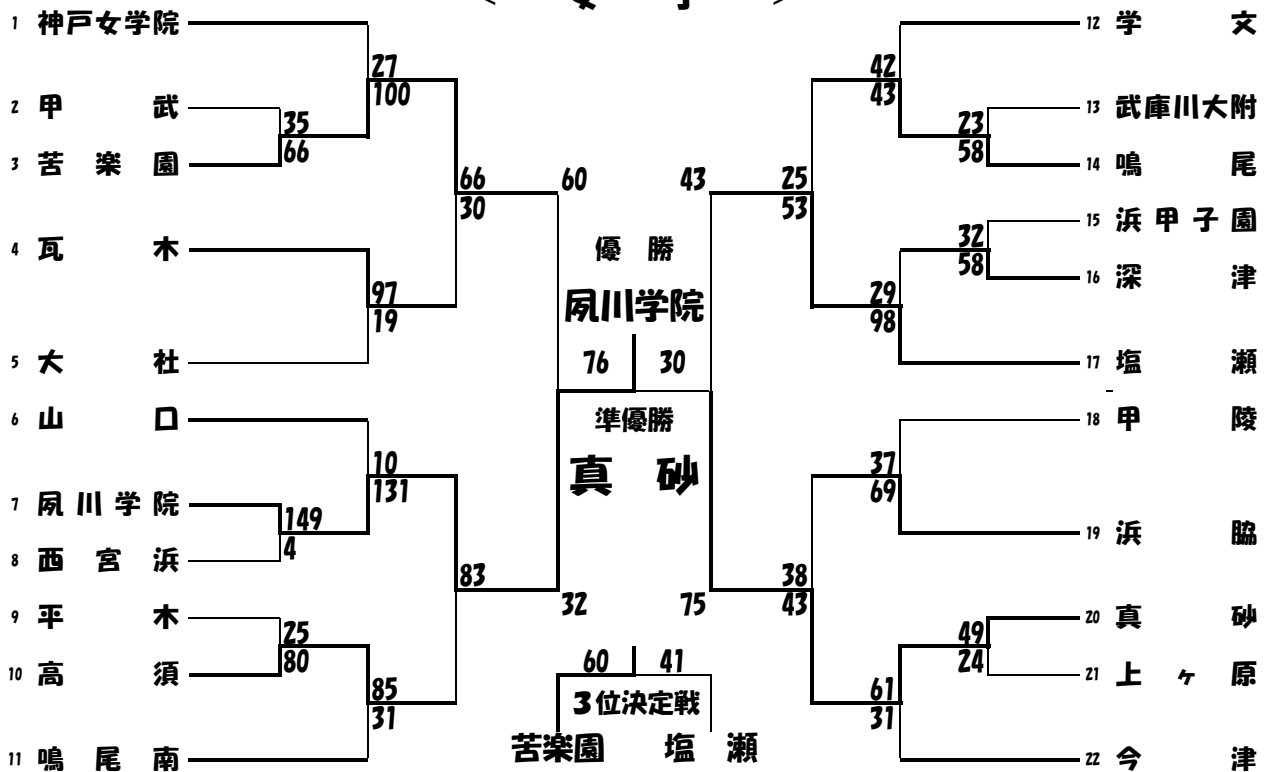 ＜ 女 子 ＞
1 神戸女学院
27
100
2 甲 武
35
66
3 苦 楽 園
66
30
60
4 瓦 木
97
19
5 大 社
6 山 口
10
131
7 夙 川 学 院
149
4
8 西 宮 浜
83
32
9 平 木
25
80
10 高 須
85
31
11 鳴 尾 南
優 勝
夙川学院
76 30
準優勝
真 砂
60 41
3位決定戦
苦楽園 塩 瀬
12 学 文
42
43
13 武庫川大附
23
58
14 鳴 尾
43
25
53
15 浜 甲 子 園
32
58
16 深 津
29
98
17 塩 瀬
18 甲 陵
37
69
19 浜 脇
75
38
43
20 真 砂
49
24
21 上 ヶ 原
61
31
22 今 津